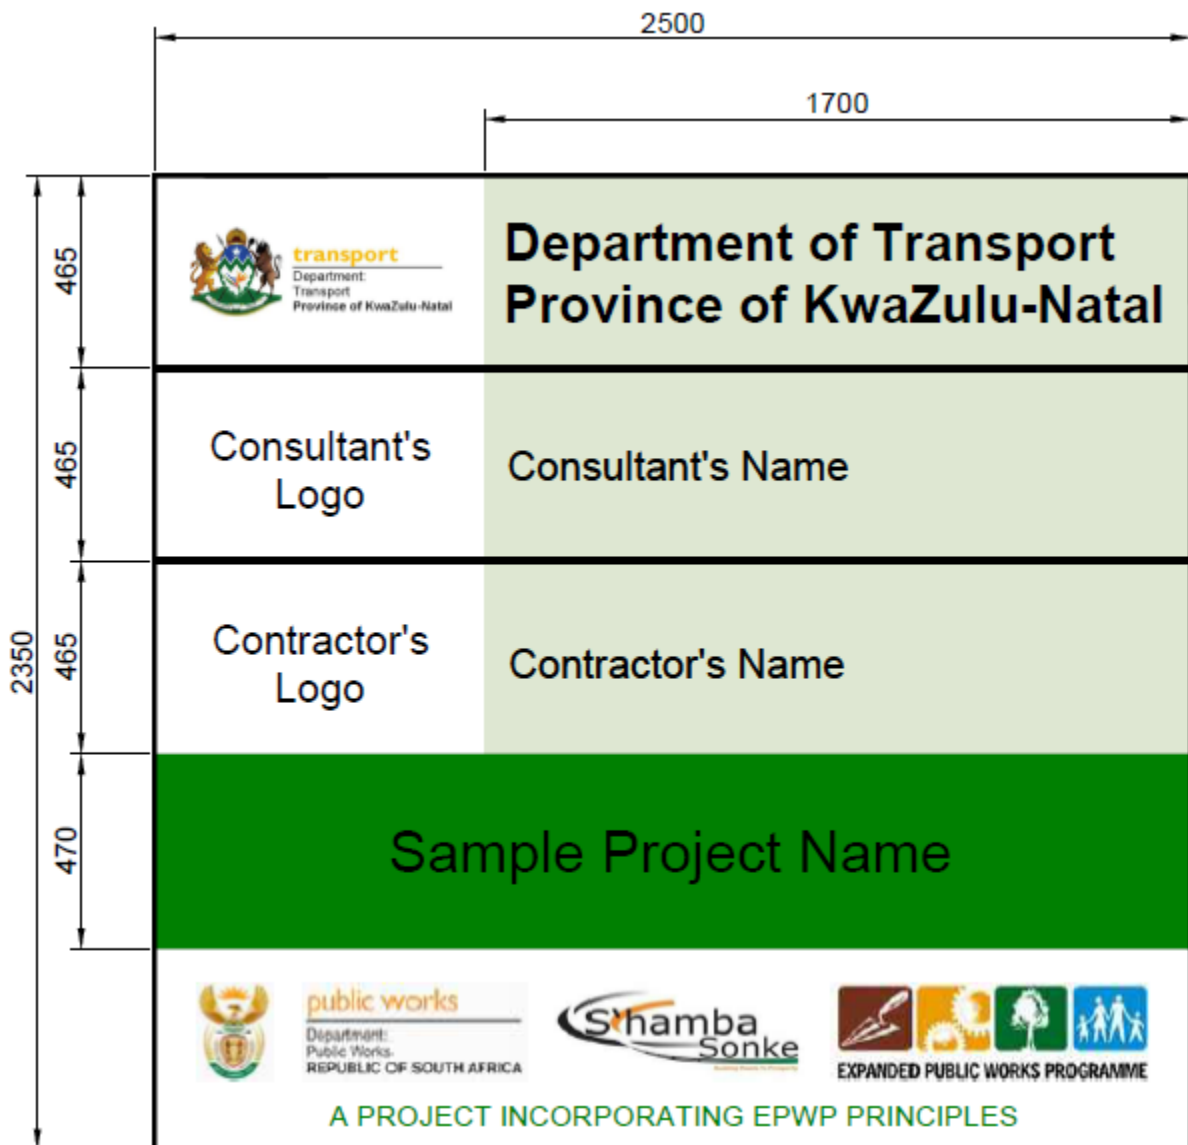 2500
1700
465
transport
Department:
Transport
Province of KwaZulu-Natal
Department of Transport
Province of KwaZulu-Natal
465
Consultant's
Logo
Consultant's Name
2350
465
Contractor's
Logo
Contractor's Name
470
Sample Project Name
public works
Department:
Public Works
REPUBLIC OF SOUTH AFRICA
S'hamba
Sonke
EXPANDED PUBLIC WORKS PROGRAMME
A PROJECT INCORPORATING EPWP PRINCIPLES